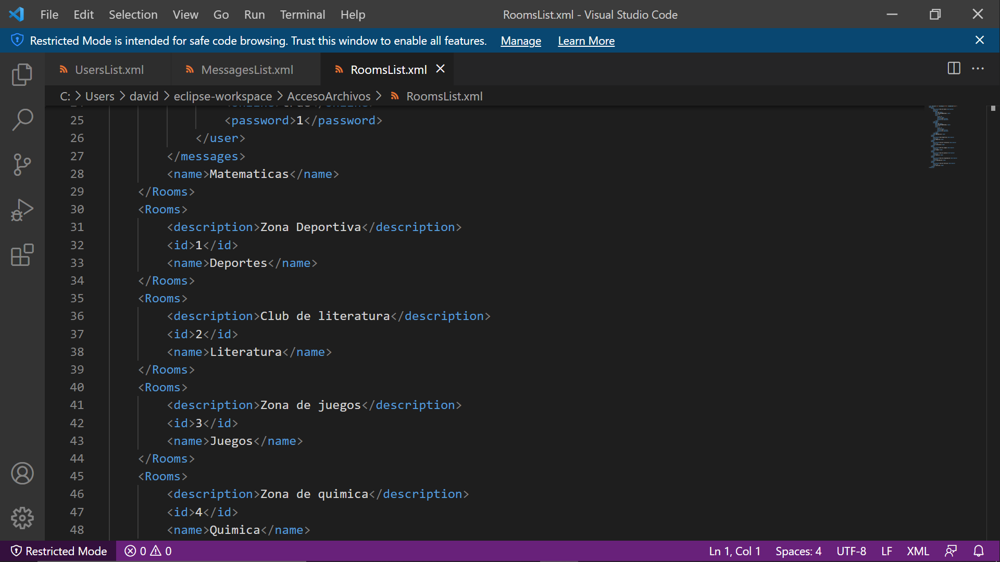 File Edit Selection View Go Run Terminal Help RoomsList.xml - Visual Studio Code
Restricted Mode is intended for safe code browsing. Trust this window to enable all features. Manage Learn More
UsersList.xml MessagesList.xml RoomsList.xml
C: > Users > david > eclipse-workspace > AccesoArchivos > RoomsList.xml
25 <password>1</password>
26 </user>
27 </messages>
28 <name>Matematicas</name>
29 </Rooms>
30 <Rooms>
31 <description>Zona Deportiva</description>
32 <id>1</id>
33 <name>Deportes</name>
34 </Rooms>
35 <Rooms>
36 <description>Club de literatura</description>
37 <id>2</id>
38 <name>Literatura</name>
39 </Rooms>
40 <Rooms>
41 <description>Zona de juegos</description>
42 <id>3</id>
43 <name>Juegos</name>
44 </Rooms>
45 <Rooms>
46 <description>Zona de quimica</description>
47 <id>4</id>
48 <name>Quimica</name>
Restricted Mode 0 0 Ln 1, Col 1 Spaces: 4 UTF-8 LF XML